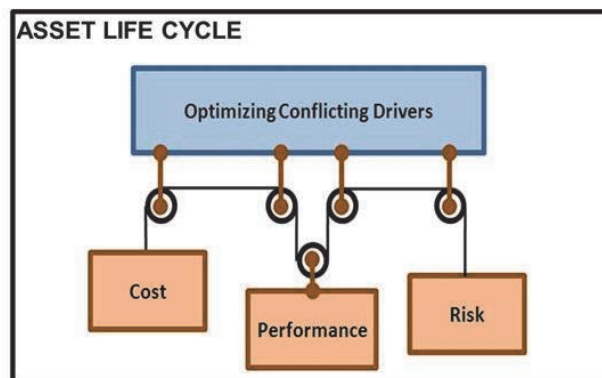 ASSET LIFE CYCLE
Optimizing Conflicting Drivers
Cost
Performance
Risk